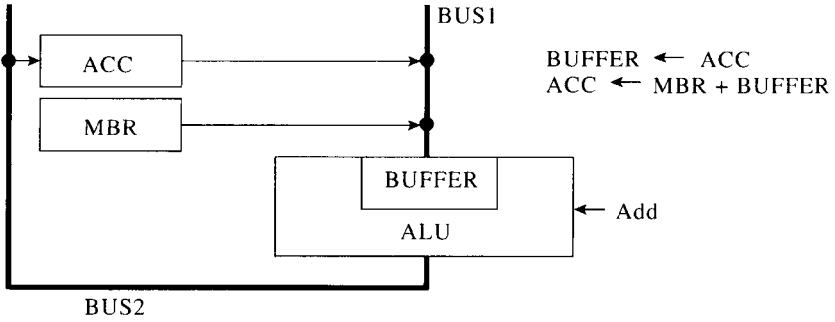 BUS1
ACC
BUFFER ← ACC
ACC ← MBR + BUFFER
MBR
BUFFER
Add
ALU
BUS2